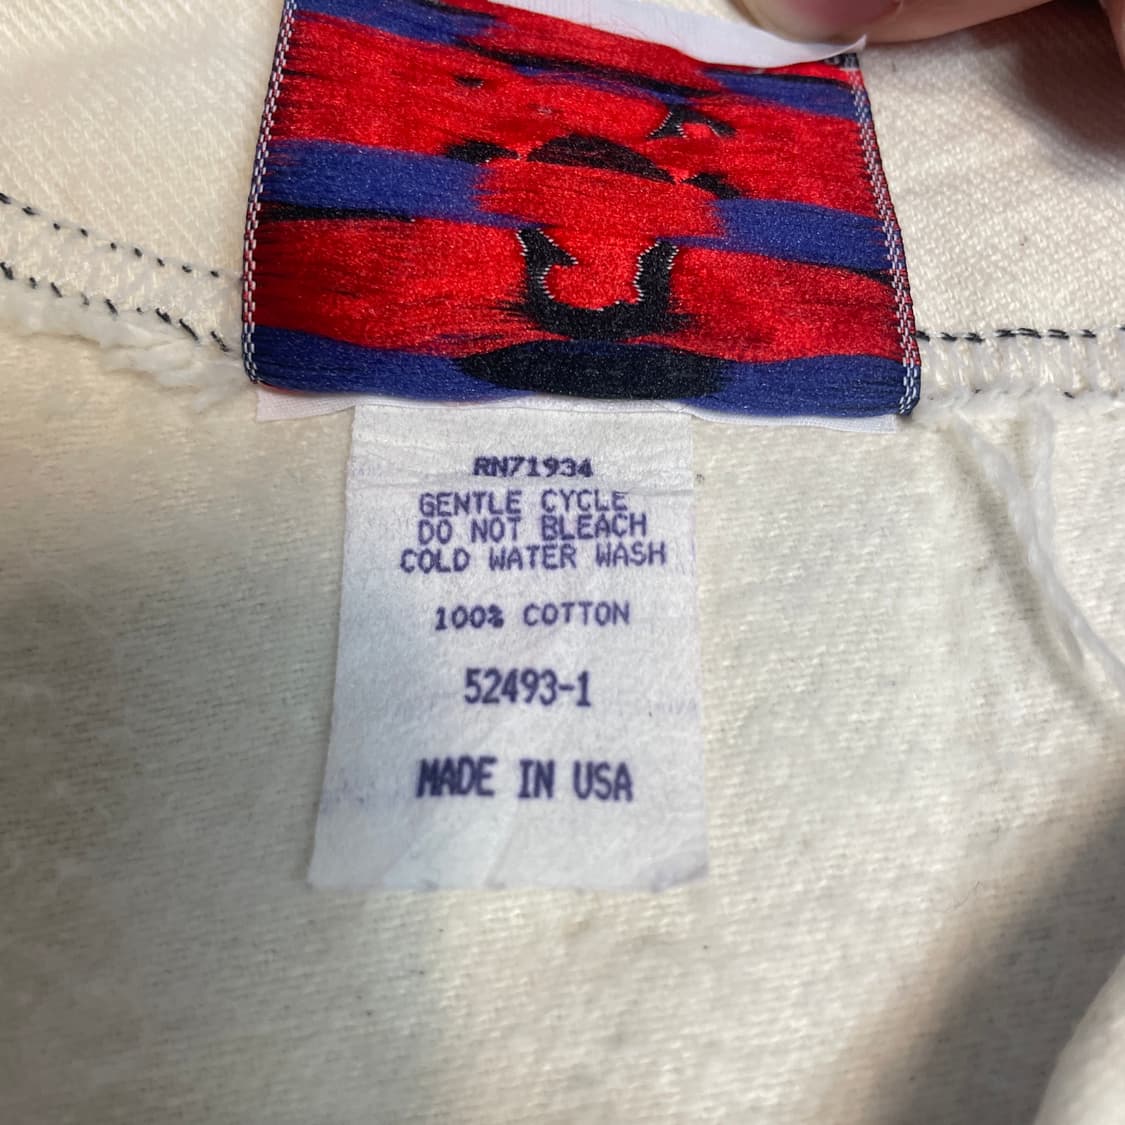 RN71934
GENTLE CYCLE
DO NOT BLEACH
COLD WATER WASH
100% COTTON
52493-1
MADE IN USA